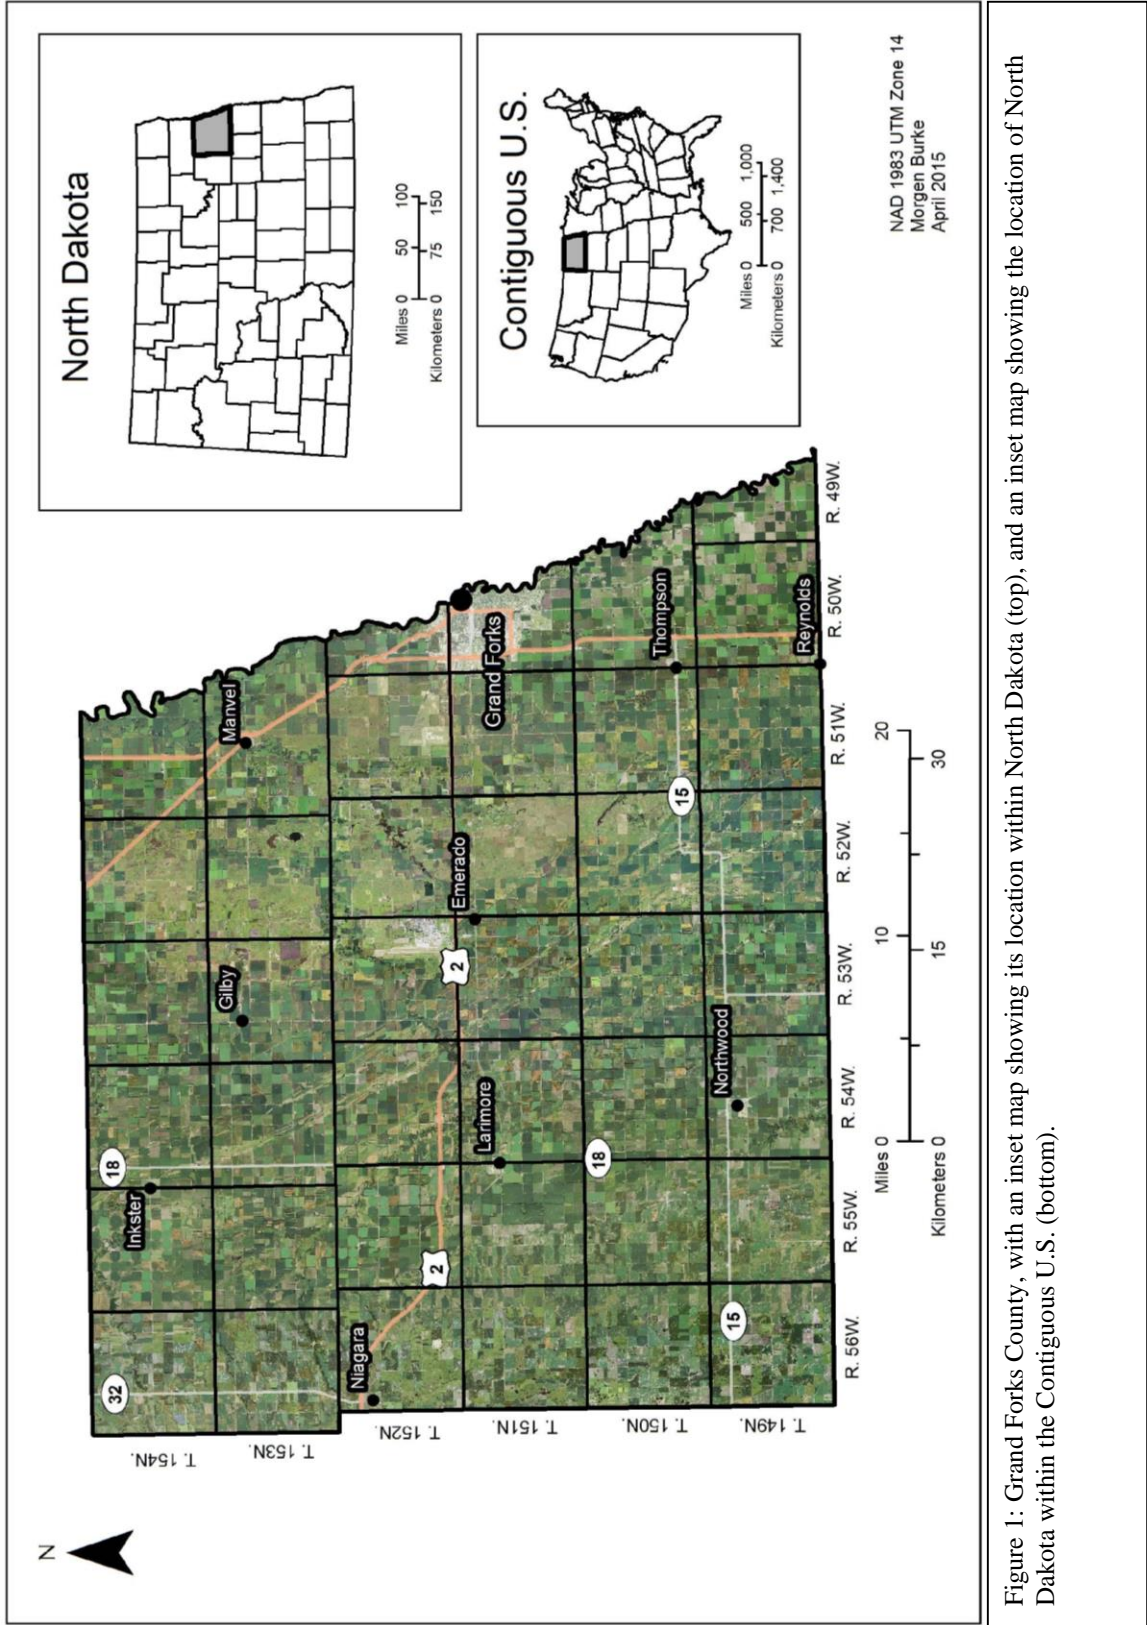 N
North Dakota
Miles 0 50 100
Kilometers 0 75 150
Contiguous U.S.
Miles 0 500 1,000
Kilometers 0 700 1,400
NAD 1983 UTM Zone 14
Morgen Burke
April 2015
T. 154N.
T. 153N.
T. 152N.
T. 151N.
T. 150N.
T. 149N.
32
18
Inkster
Gilby
Manvel
Niagara
2
2
Emerado
Larimore
Grand Forks
18
Thompson
15
15
Northwood
Reynolds
R. 56W.
R. 55W.
R. 54W.
R. 53W.
R. 52W.
R. 51W.
R. 50W.
R. 49W.
Miles 0 10 20
Kilometers 0 15 30
Figure 1: Grand Forks County, with an inset map showing its location within North Dakota (top), and an inset map showing the location of North
Dakota within the Contiguous U.S. (bottom).